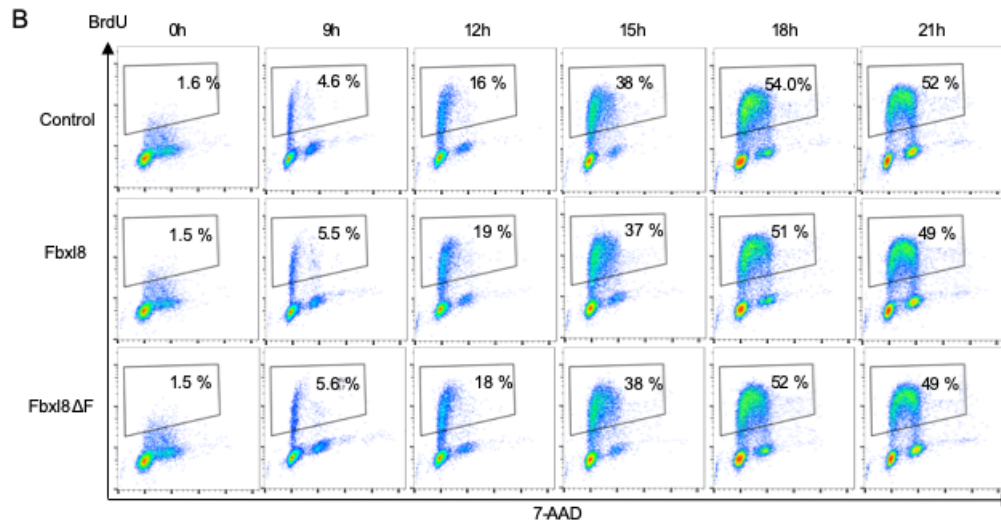 B
BrdU
0h 9h 12h 15h 18h 21h
Control
1.6 % 4.6 % 16 % 38 % 54.0% 52 %
Fbxl8
1.5 % 5.5 % 19 % 37 % 51 % 49 %
Fbxl8ΔF
1.5 % 5.6 % 18 % 38 % 52 % 49 %
7-AAD